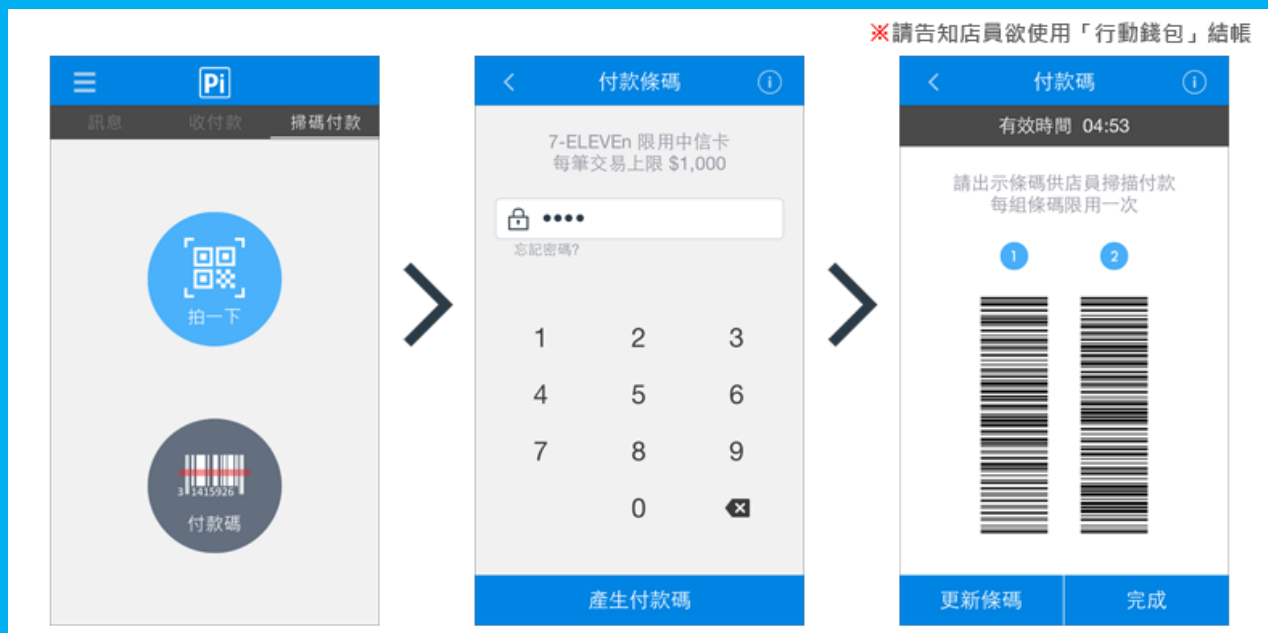 ※請告知店員欲使用「行動錢包」結帳
Pi
訊息
收付款
掃碼付款
拍一下
3 1415926
付款碼
付款條碼
7-ELEVEn 限用中信卡
每筆交易上限 $1,000
忘記密碼?
1 2 3
4 5 6
7 8 9
0
產生付款碼
付款碼
有效時間 04:53
請出示條碼供店員掃描付款
每組條碼限用一次
1 2
更新條碼
完成